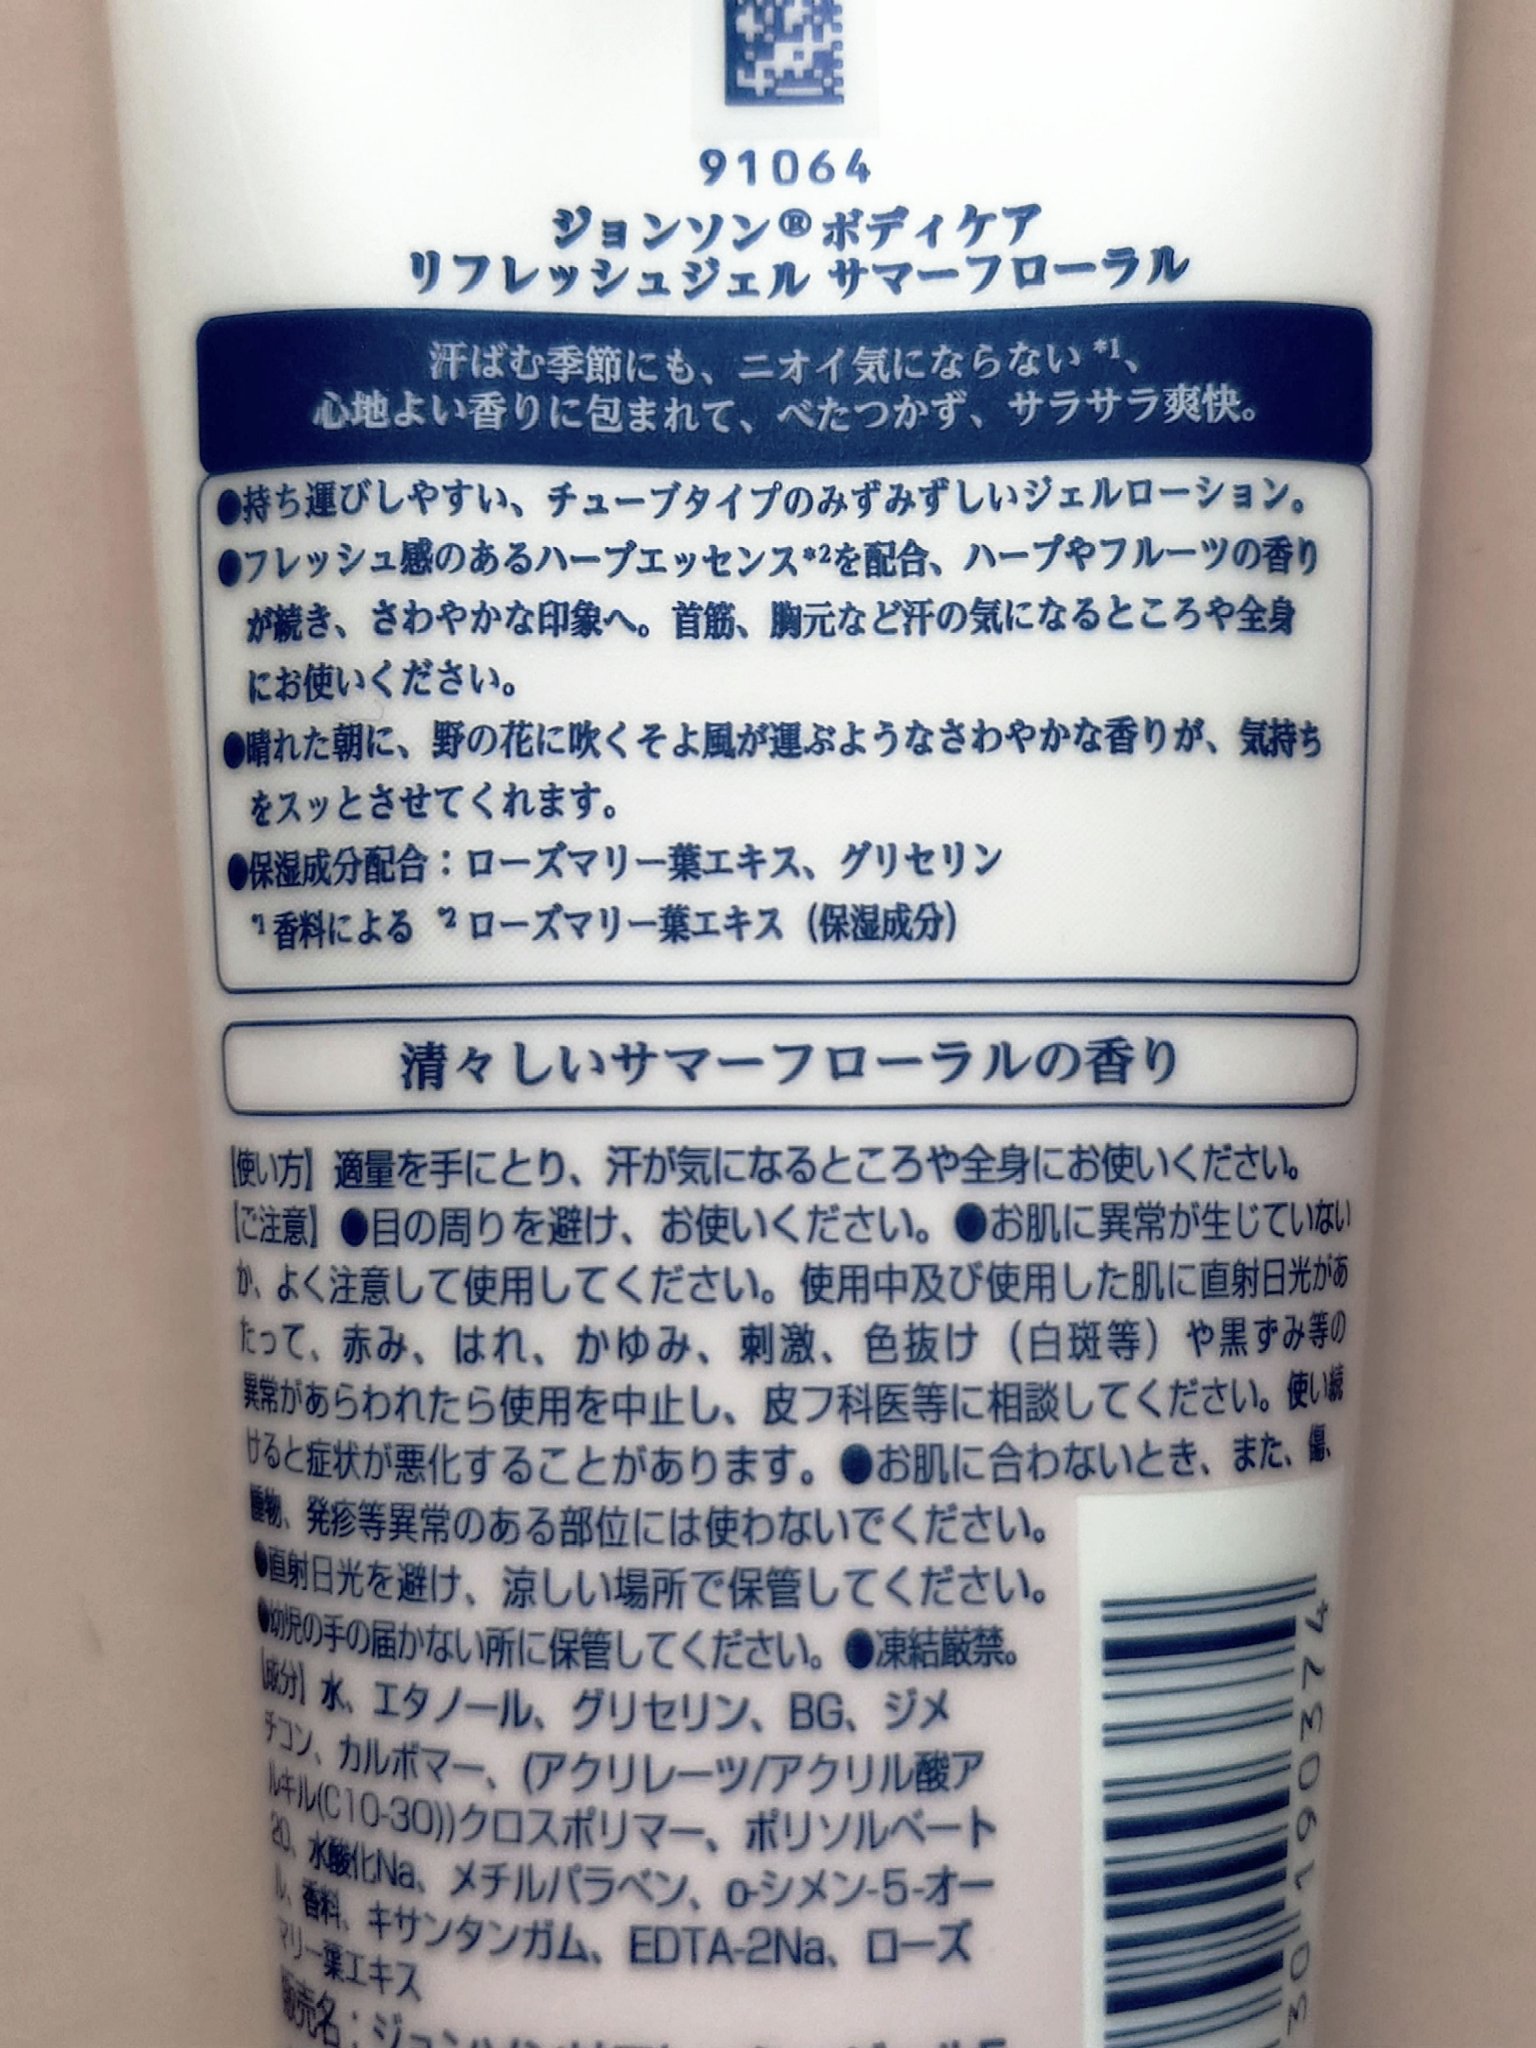 91064
ジョンソン®ボディケア
リフレッシュジェル サマーフローラル
汗ばむ季節にも、ニオイ気にならない*1、
心地よい香りに包まれて、べたつかず、サラサラ爽快。
●持ち運びしやすい、チューブタイプのみずみずしいジェルローション。
●フレッシュ感のあるハーブエッセンス*2を配合、ハーブやフルーツの香り
が続き、さわやかな印象へ。首筋、胸元など汗の気になるところや全身
にお使いください。
●晴れた朝に、野の花に吹くそよ風が運ぶようなさわやかな香りが、気持ち
をスッとさせてくれます。
●保湿成分配合：ローズマリー葉エキス、グリセリン
*1 香料による *2 ローズマリー葉エキス（保湿成分）
清々しいサマーフローラルの香り
【使い方】適量を手にとり、汗が気になるところや全身にお使いください。
【ご注意】●目の周りを避け、お使いください。●お肌に異常が生じていない
か、よく注意して使用してください。使用中及び使用した肌に直射日光があ
たって、赤み、はれ、かゆみ、刺激、色抜け（白斑等）や黒ずみ等の
異常があらわれたら使用を中止し、皮フ科医等に相談してください。使い続
けると症状が悪化することがあります。●お肌に合わないとき、また、傷、
腫物、発疹等異常のある部位には使わないでください。
●直射日光を避け、涼しい場所で保管してください。
●幼児の手の届かない所に保管してください。●凍結厳禁。
【成分】水、エタノール、グリセリン、BG、ジメ
チコン、カルボマー、(アクリレーツ/アクリル酸ア
ルキル(C10-30))クロスポリマー、ポリソルベート
20、水酸化Na、メチルパラベン、o-シメン-5-オー
ル、香料、キサンタンガム、EDTA-2Na、ローズ
マリー葉エキス
販売名：
30190374